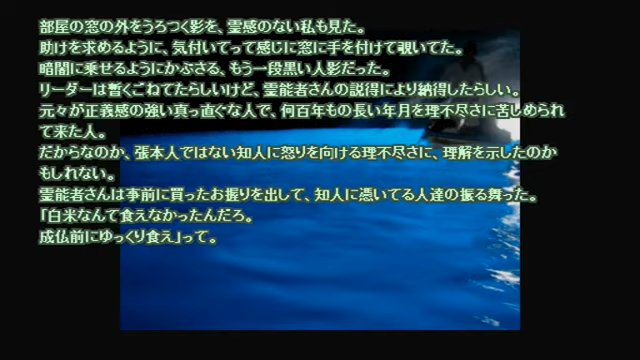 部屋の窓の外をうろつく影を、霊感のない私も見た。
助けを求めるように、気付いてって感じに窓に手を付けて覗いてた。
暗闇に乗せるようにかぶさる、もう一段黒い人影だった。
リーダーは暫くごねてたらしいけど、霊能者さんの説得により納得したらしい。
元々が正義感の強い真っ直ぐな人で、何百年もの長い年月を理不尽さに苦しめられ
て来た人。
だからなのか、張本人ではない知人に怒りを向ける理不尽さに、理解を示したのか
もしれない。
霊能者さんは事前に買ったお握りを出して、知人に憑いてる人達の振る舞った。
「白米なんて食えなかったんだろ。
成仏前にゆっくり食え」って。